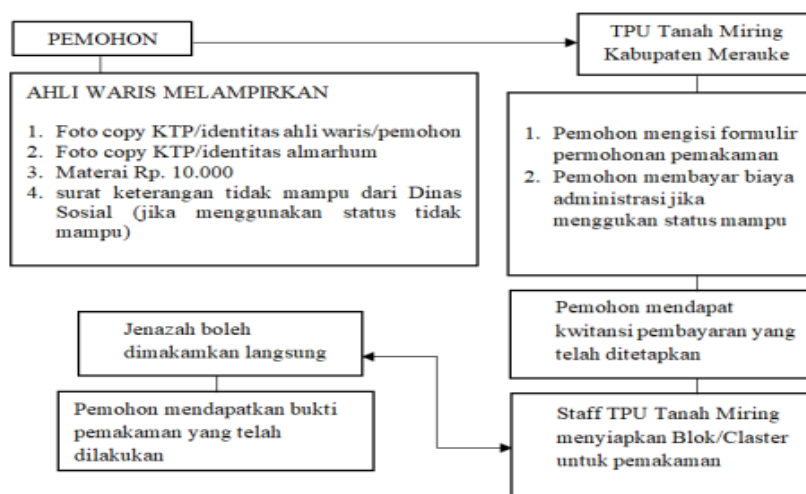 PEMOHON
TPU Tanah Miring
Kabupaten Merauke
AHLI WARIS MELAMPIRKAN
1. Foto copy KTP/identitas ahli waris/pemohon
2. Foto copy KTP/identitas almarhum
3. Materai Rp. 10.000
4. surat keterangan tidak mampu dari Dinas
Sosial (jika menggunakan status tidak
mampu)
1. Pemohon mengisi formulir
permohonan pemakaman
2. Pemohon membayar biaya
administrasi jika
menggukan status mampu
Pemohon mendapat
kwitansi pembayaran yang
telah ditetapkan
Staff TPU Tanah Miring
menyiapkan Blok/Claster
untuk pemakaman
Jenazah boleh
dimakamkan langsung
Pemohon mendapatkan bukti
pemakaman yang telah
dilakukan